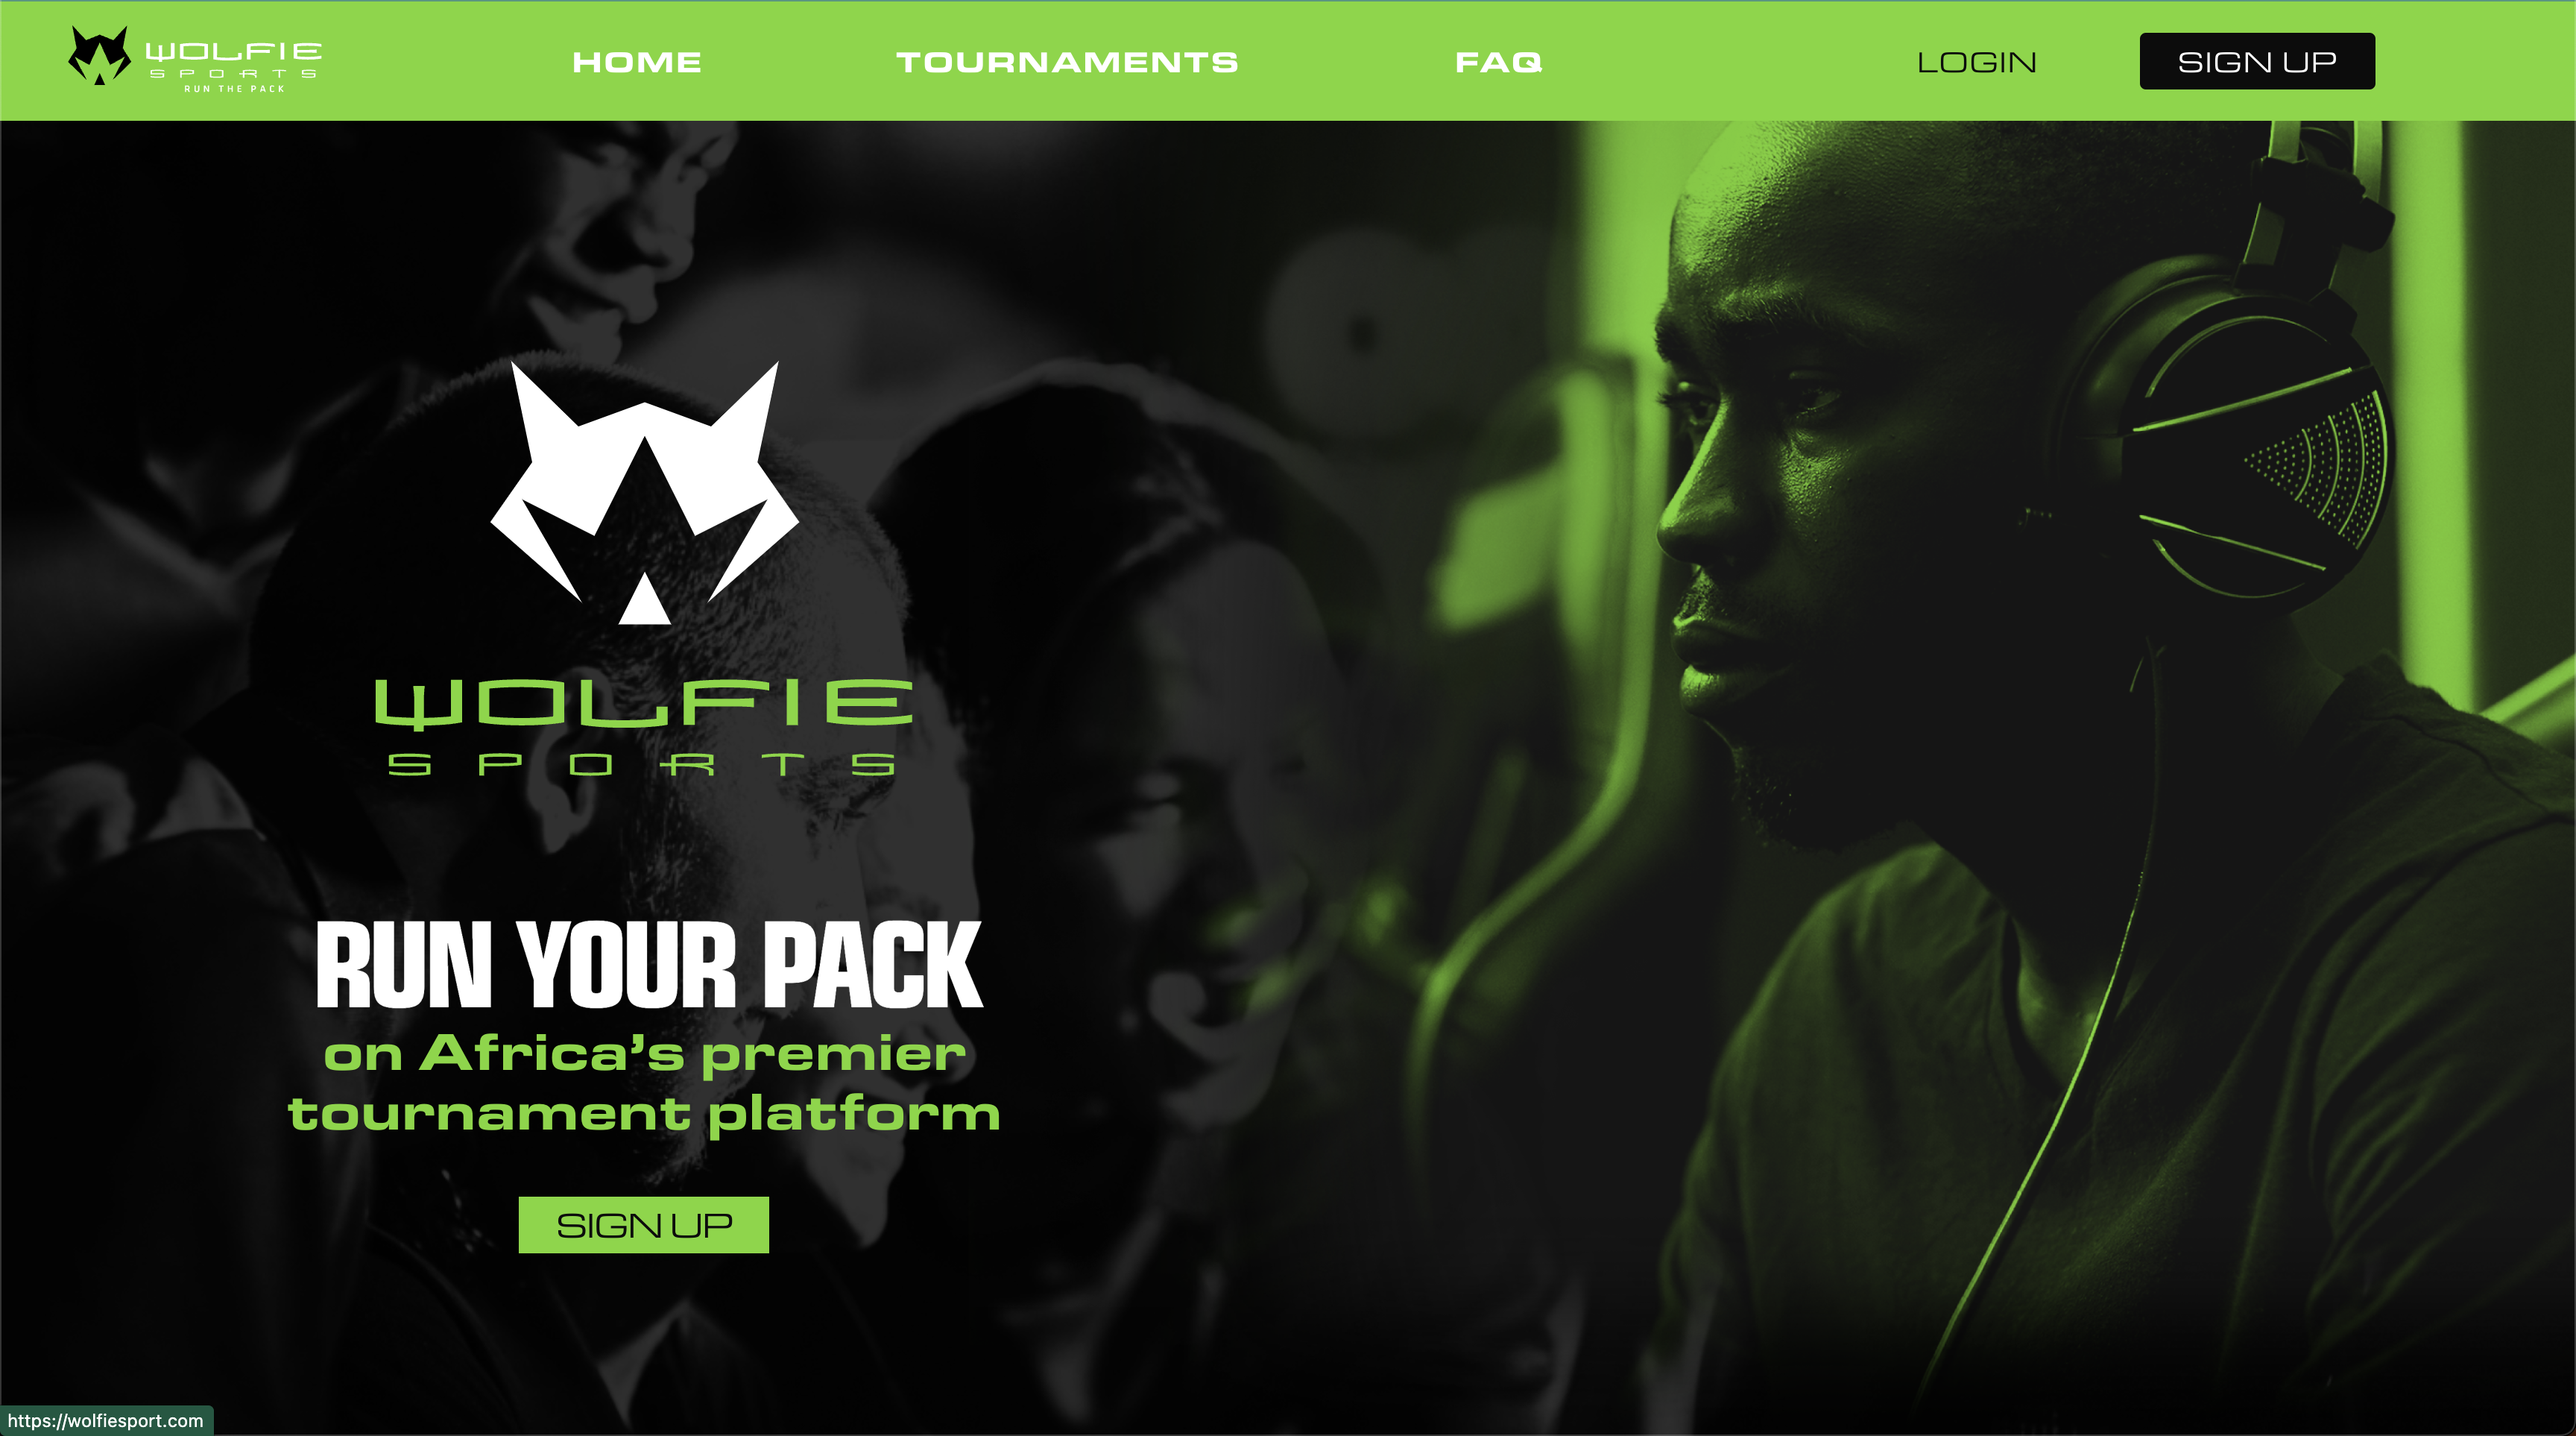 WOLFIE
SPORTS
RUN THE PACK
HOME
TOURNAMENTS
FAQ
LOGIN
SIGN UP
WOLFIE
SPORTS
RUN YOUR PACK
on Africa’s premier
tournament platform
SIGN UP
https://wolfiesport.com